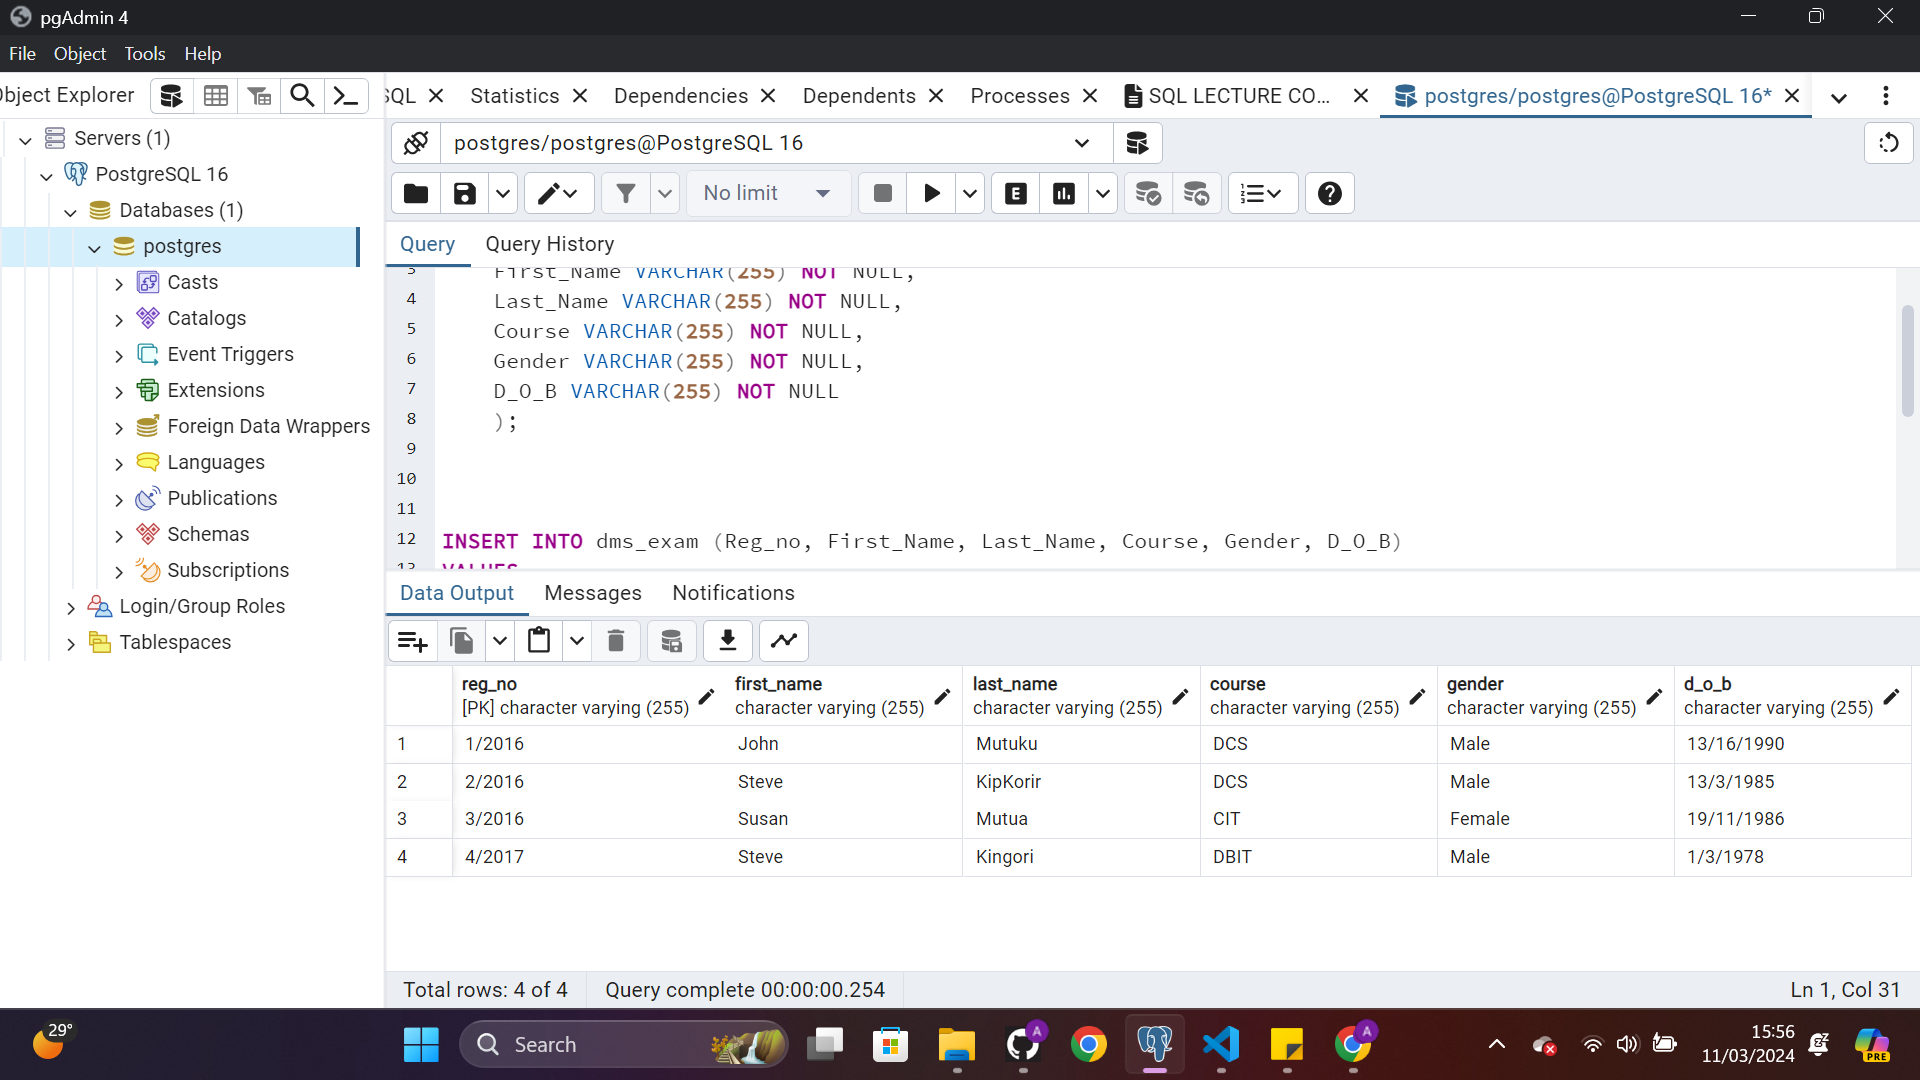 pgAdmin 4
File Object Tools Help
bject Explorer
SQL Statistics Dependencies Dependents Processes SQL LECTURE CO... postgres/postgres@PostgreSQL 16*
Servers (1)
PostgreSQL 16
Databases (1)
postgres
Casts
Catalogs
Event Triggers
Extensions
Foreign Data Wrappers
Languages
Publications
Schemas
Subscriptions
Login/Group Roles
Tablespaces
postgres/postgres@PostgreSQL 16
No limit E
Query Query History
3 First_Name VARCHAR(255) NOT NULL,
4 Last_Name VARCHAR(255) NOT NULL,
5 Course VARCHAR(255) NOT NULL,
6 Gender VARCHAR(255) NOT NULL,
7 D_O_B VARCHAR(255) NOT NULL
8 );
9
10
11
12 INSERT INTO dms_exam (Reg_no, First_Name, Last_Name, Course, Gender, D_O_B)
13 VALUES
Data Output Messages Notifications
reg_no first_name last_name course gender d_o_b
[PK] character varying (255) character varying (255) character varying (255) character varying (255) character varying (255) character varying (255)
1 1/2016 John Mutuku DCS Male 13/16/1990
2 2/2016 Steve KipKorir DCS Male 13/3/1985
3 3/2016 Susan Mutua CIT Female 19/11/1986
4 4/2017 Steve Kingori DBIT Male 1/3/1978
Total rows: 4 of 4 Query complete 00:00:00.254 Ln 1, Col 31
29°
Search
A
A
15:56
11/03/2024
PRE